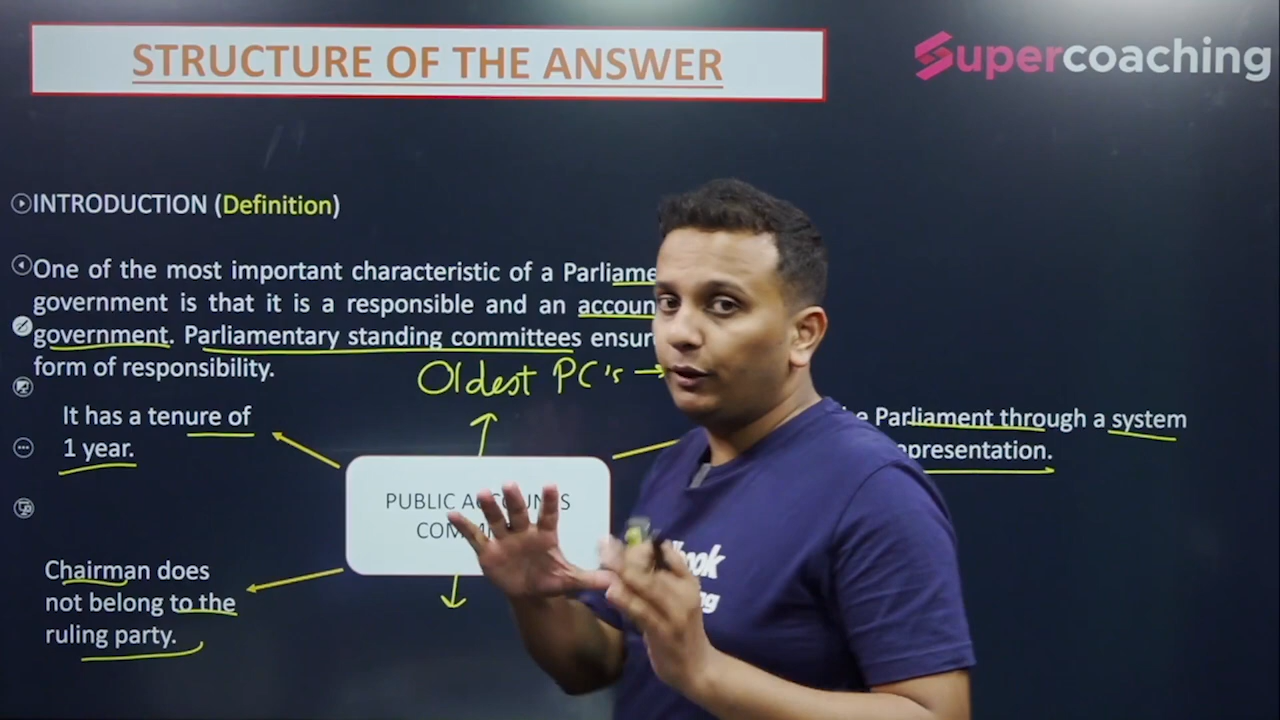 STRUCTURE OF THE ANSWER
Supercoaching
INTRODUCTION (Definition)
One of the most important characteristic of a
government is that it is a responsible and an
government. Parliamentary standing committees
form of responsibility.
Oldest PC's →
It has a tenure of
1 year.
Parliament through a system
PUBLIC
Chairman does
not belong to the
ruling party.